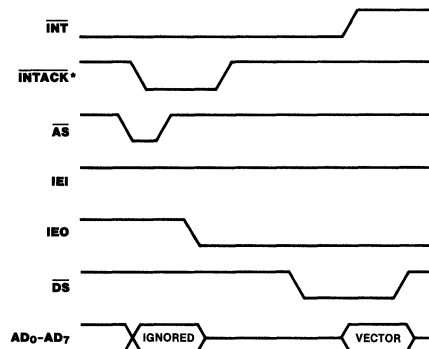 INT
INTACK*
AS
IEI
IEO
DS
AD₀-AD₇ IGNORED VECTOR